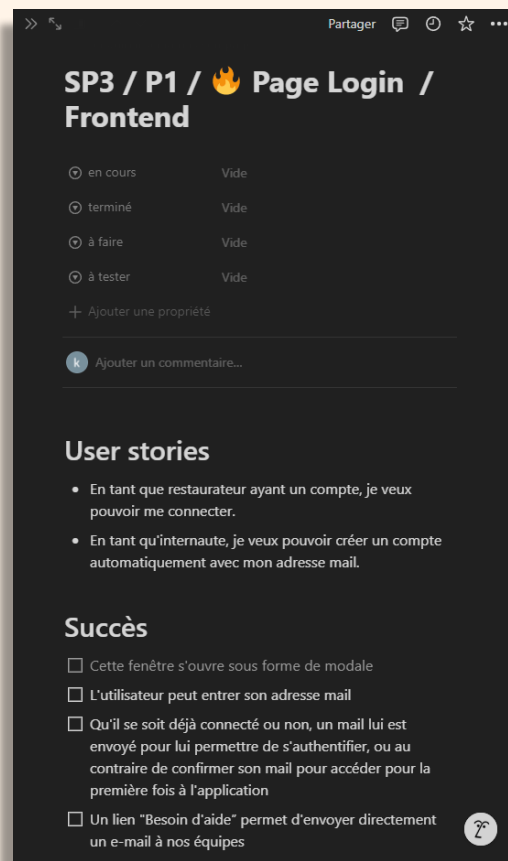 Partager
SP3 / P1 / 🔥 Page Login /
Frontend
en cours Vide
terminé Vide
à faire Vide
à tester Vide
+ Ajouter une propriété
k Ajouter un commentaire...
User stories
• En tant que restaurateur ayant un compte, je veux
pouvoir me connecter.
• En tant qu'internaute, je veux pouvoir créer un compte
automatiquement avec mon adresse mail.
Succès
Cette fenêtre s'ouvre sous forme de modale
L'utilisateur peut entrer son adresse mail
Qu'il se soit déjà connecté ou non, un mail lui est
envoyé pour lui permettre de s'authentifier, ou au
contraire de confirmer son mail pour accéder pour la
première fois à l'application
Un lien "Besoin d'aide" permet d'envoyer directement
un e-mail à nos équipes